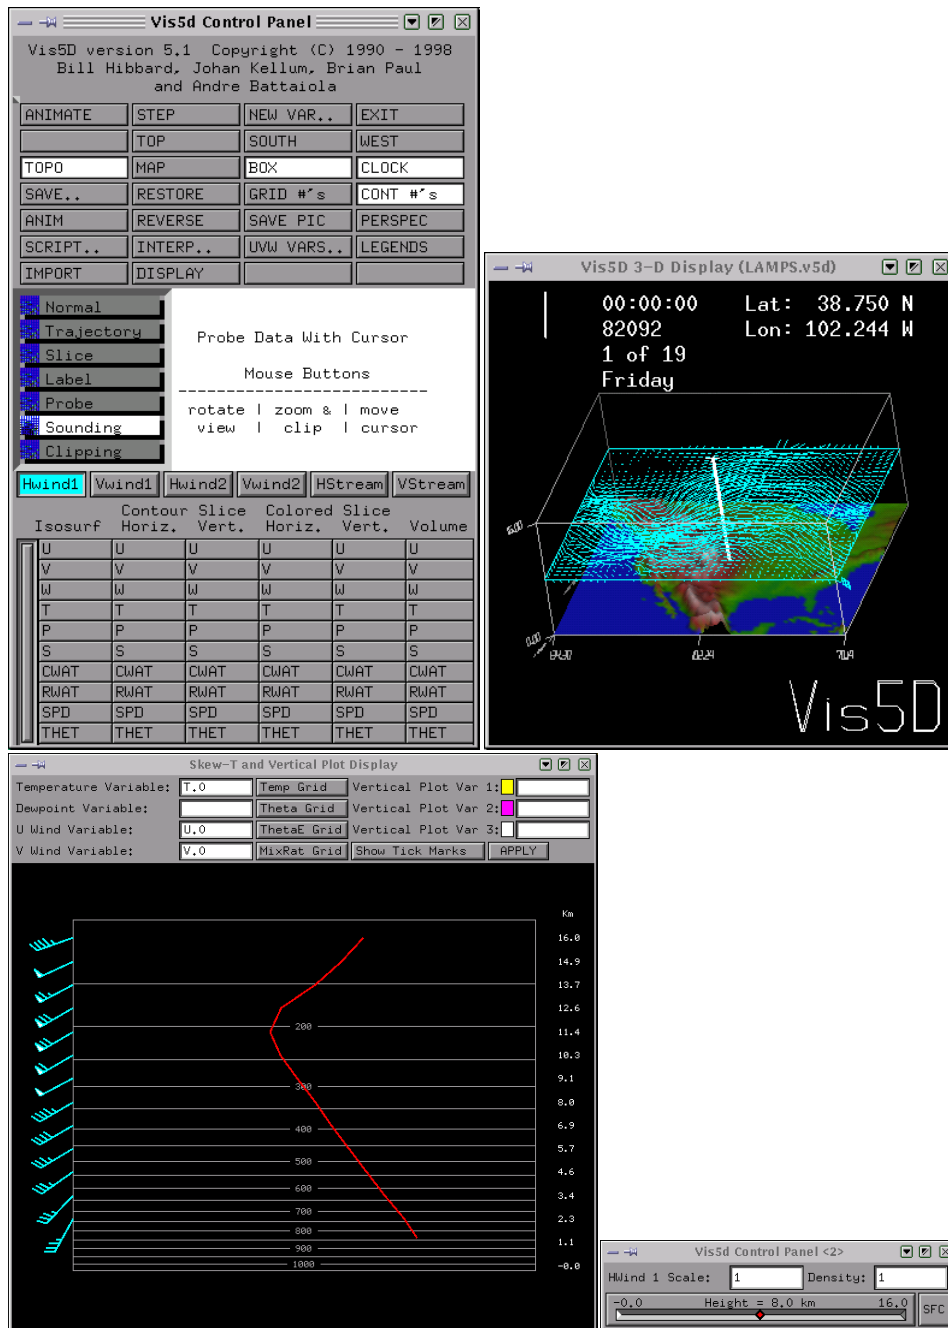 Vis5d Control Panel
Vis5D version 5.1 Copyright (C) 1990 - 1998
Bill Hibbard, Johan Kellum, Brian Paul
and Andre Battaiola
ANIMATE STEP NEW VAR.. EXIT
TOP SOUTH WEST
TOPO MAP BOX CLOCK
SAVE.. RESTORE GRID #'s CONT #'s
ANIM REVERSE SAVE PIC PERSPEC
SCRIPT.. INTERP.. UVW VARS.. LEGENDS
IMPORT DISPLAY
Normal
Trajectory
Slice
Label
Probe
Sounding
Clipping
Probe Data With Cursor
Mouse Buttons
rotate | zoom & | move
view | clip | cursor
Hwind1 Vwind1 Hwind2 Vwind2 HStream VStream
Contour Slice Colored Slice
Isosurf Horiz. Vert. Horiz. Vert. Volume
U U U U U U
V V V V V V
W W W W W W
T T T T T T
P P P P P P
S S S S S S
CWAT CWAT CWAT CWAT CWAT CWAT
RWAT RWAT RWAT RWAT RWAT RWAT
SPD SPD SPD SPD SPD SPD
THET THET THET THET THET THET
Vis5D 3-D Display (LAMPS.v5d)
00:00:00 Lat: 38.750 N
82092 Lon: 102.244 W
1 of 19
Friday
Vis5D
Skew-T and Vertical Plot Display
Temperature Variable: T.0 Temp Grid Vertical Plot Var 1:
Dewpoint Variable: Theta Grid Vertical Plot Var 2:
U Wind Variable: U.0 ThetaE Grid Vertical Plot Var 3:
V Wind Variable: V.0 MixRat Grid Show Tick Marks APPLY
Km
16.0
14.9
13.7
12.6
200 11.4
10.3
300 9.1
8.0
400 6.9
5.7
500 4.6
600 3.4
700 2.3
800 1.1
900
1000 -0.0
Vis5d Control Panel <2>
HWind 1 Scale: 1 Density: 1
-0.0 Height = 8.0 km 16.0 SFC